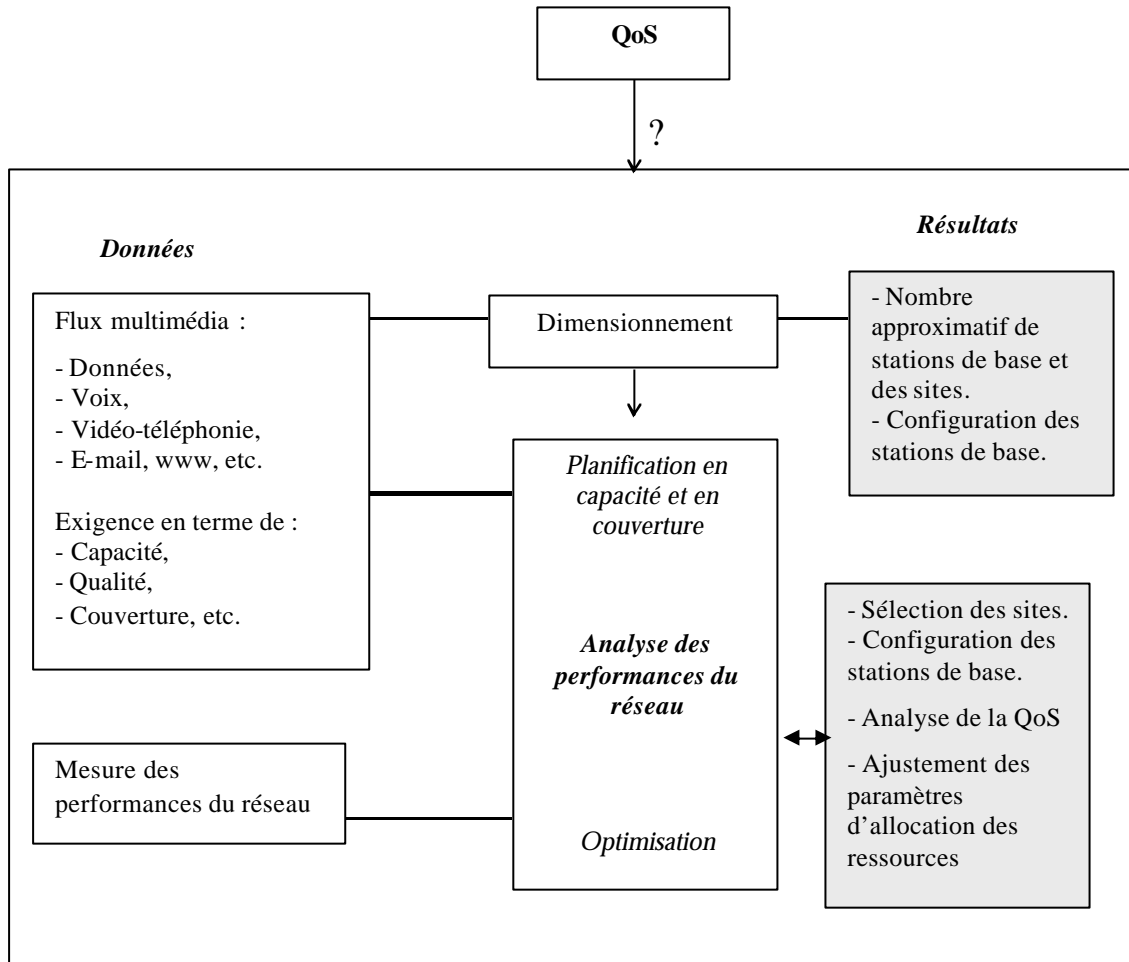 QoS
?
Données
Résultats
Flux multimédia :
- Données,
- Voix,
- Vidéo-téléphonie,
- E-mail, www, etc.
Exigence en terme de :
- Capacité,
- Qualité,
- Couverture, etc.
Dimensionnement
- Nombre
approximatif de
stations de base et
des sites.
- Configuration des
stations de base.
Planification en
capacité et en
couverture
Analyse des
performances du
réseau
Optimisation
- Sélection des sites.
- Configuration des
stations de base.
- Analyse de la QoS
- Ajustement des
paramètres
d’allocation des
ressources
Mesure des
performances du réseau